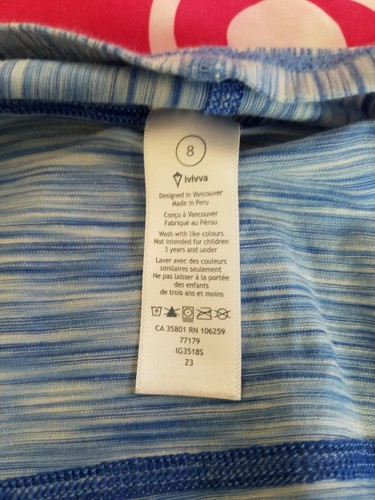 8
ivivva
Designed in Vancouver
Made in Peru
Conçu à Vancouver
Fabriqué au Pérou
Wash with like colours
Not intended for children
3 years and under
Laver avec des couleurs
similaires seulement
Ne pas laisser à la portée
des enfants
de trois ans et moins
CA 35801 RN 106259
77179
IG3518S
Z3